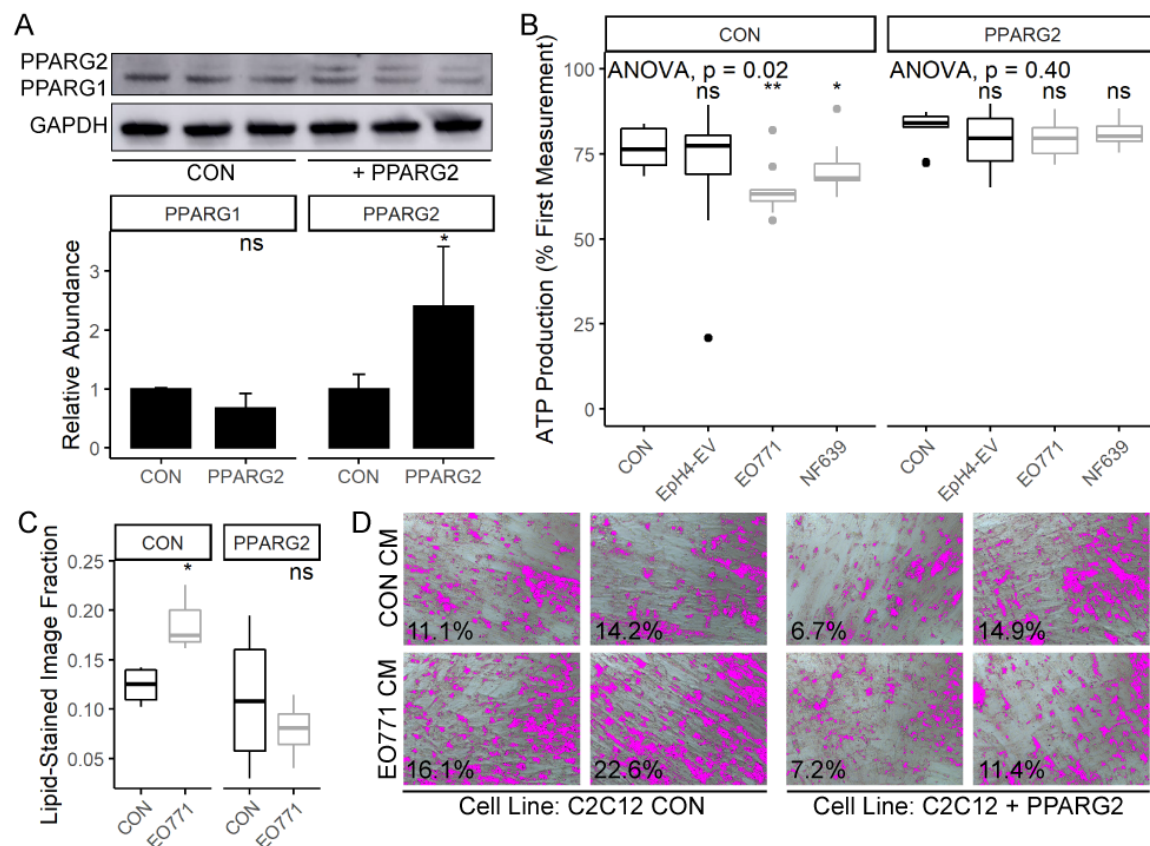 A
PPARG2
PPARG1
GAPDH
CON
+ PPARG2
PPARG1
PPARG2
ns
*
Relative Abundance
3
2
1
0
CON
PPARG2
CON
PPARG2
B
CON
PPARG2
ANOVA, p = 0.02
ns
**
*
ANOVA, p = 0.40
ns
ns
ns
ATP Production (% First Measurement)
100
75
50
25
0
CON
EpH4-EV
EO771
NF639
CON
EpH4-EV
EO771
NF639
C
CON
PPARG2
*
ns
Lipid-Stained Image Fraction
0.25
0.20
0.15
0.10
0.05
CON
EO771
CON
EO771
D
CON CM
11.1%
14.2%
6.7%
14.9%
EO771 CM
16.1%
22.6%
7.2%
11.4%
Cell Line: C2C12 CON
Cell Line: C2C12 + PPARG2